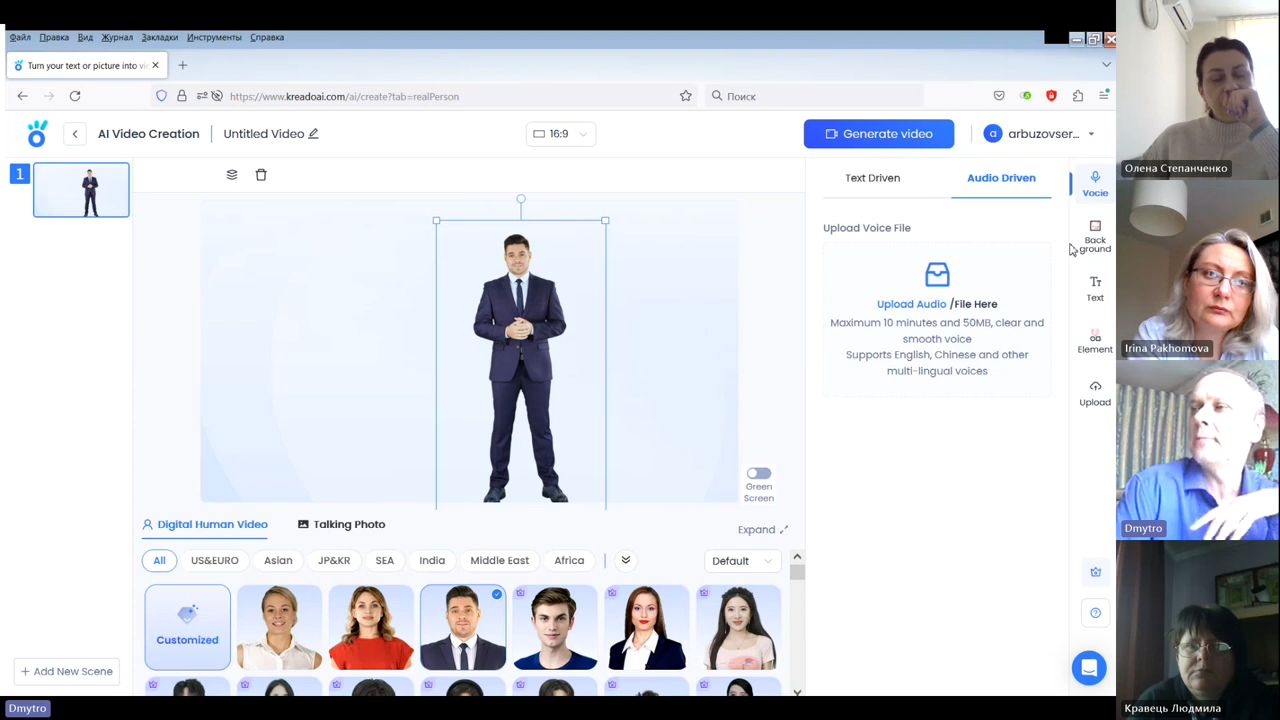 Файл Правка Вид Журнал Закладки Инструменты Справка
Turn your text or picture into vi
https://www.kreadoai.com/ai/create?tab=realPerson
Поиск
AI Video Creation
Untitled Video
16:9
Generate video
a
arbuzovser...
1
Text Driven
Audio Driven
Vocie
Upload Voice File
Back
ground
Upload Audio /File Here
Maximum 10 minutes and 50MB, clear and
smooth voice
Supports English, Chinese and other
multi-lingual voices
Text
Element
Upload
Green
Screen
Digital Human Video
Talking Photo
Expand
All
US&EURO
Asian
JP&KR
SEA
India
Middle East
Africa
Default
Customized
+ Add New Scene
Dmytro
Олена Степанченко
Irina Pakhomova
Dmytro
Кравець Людмила